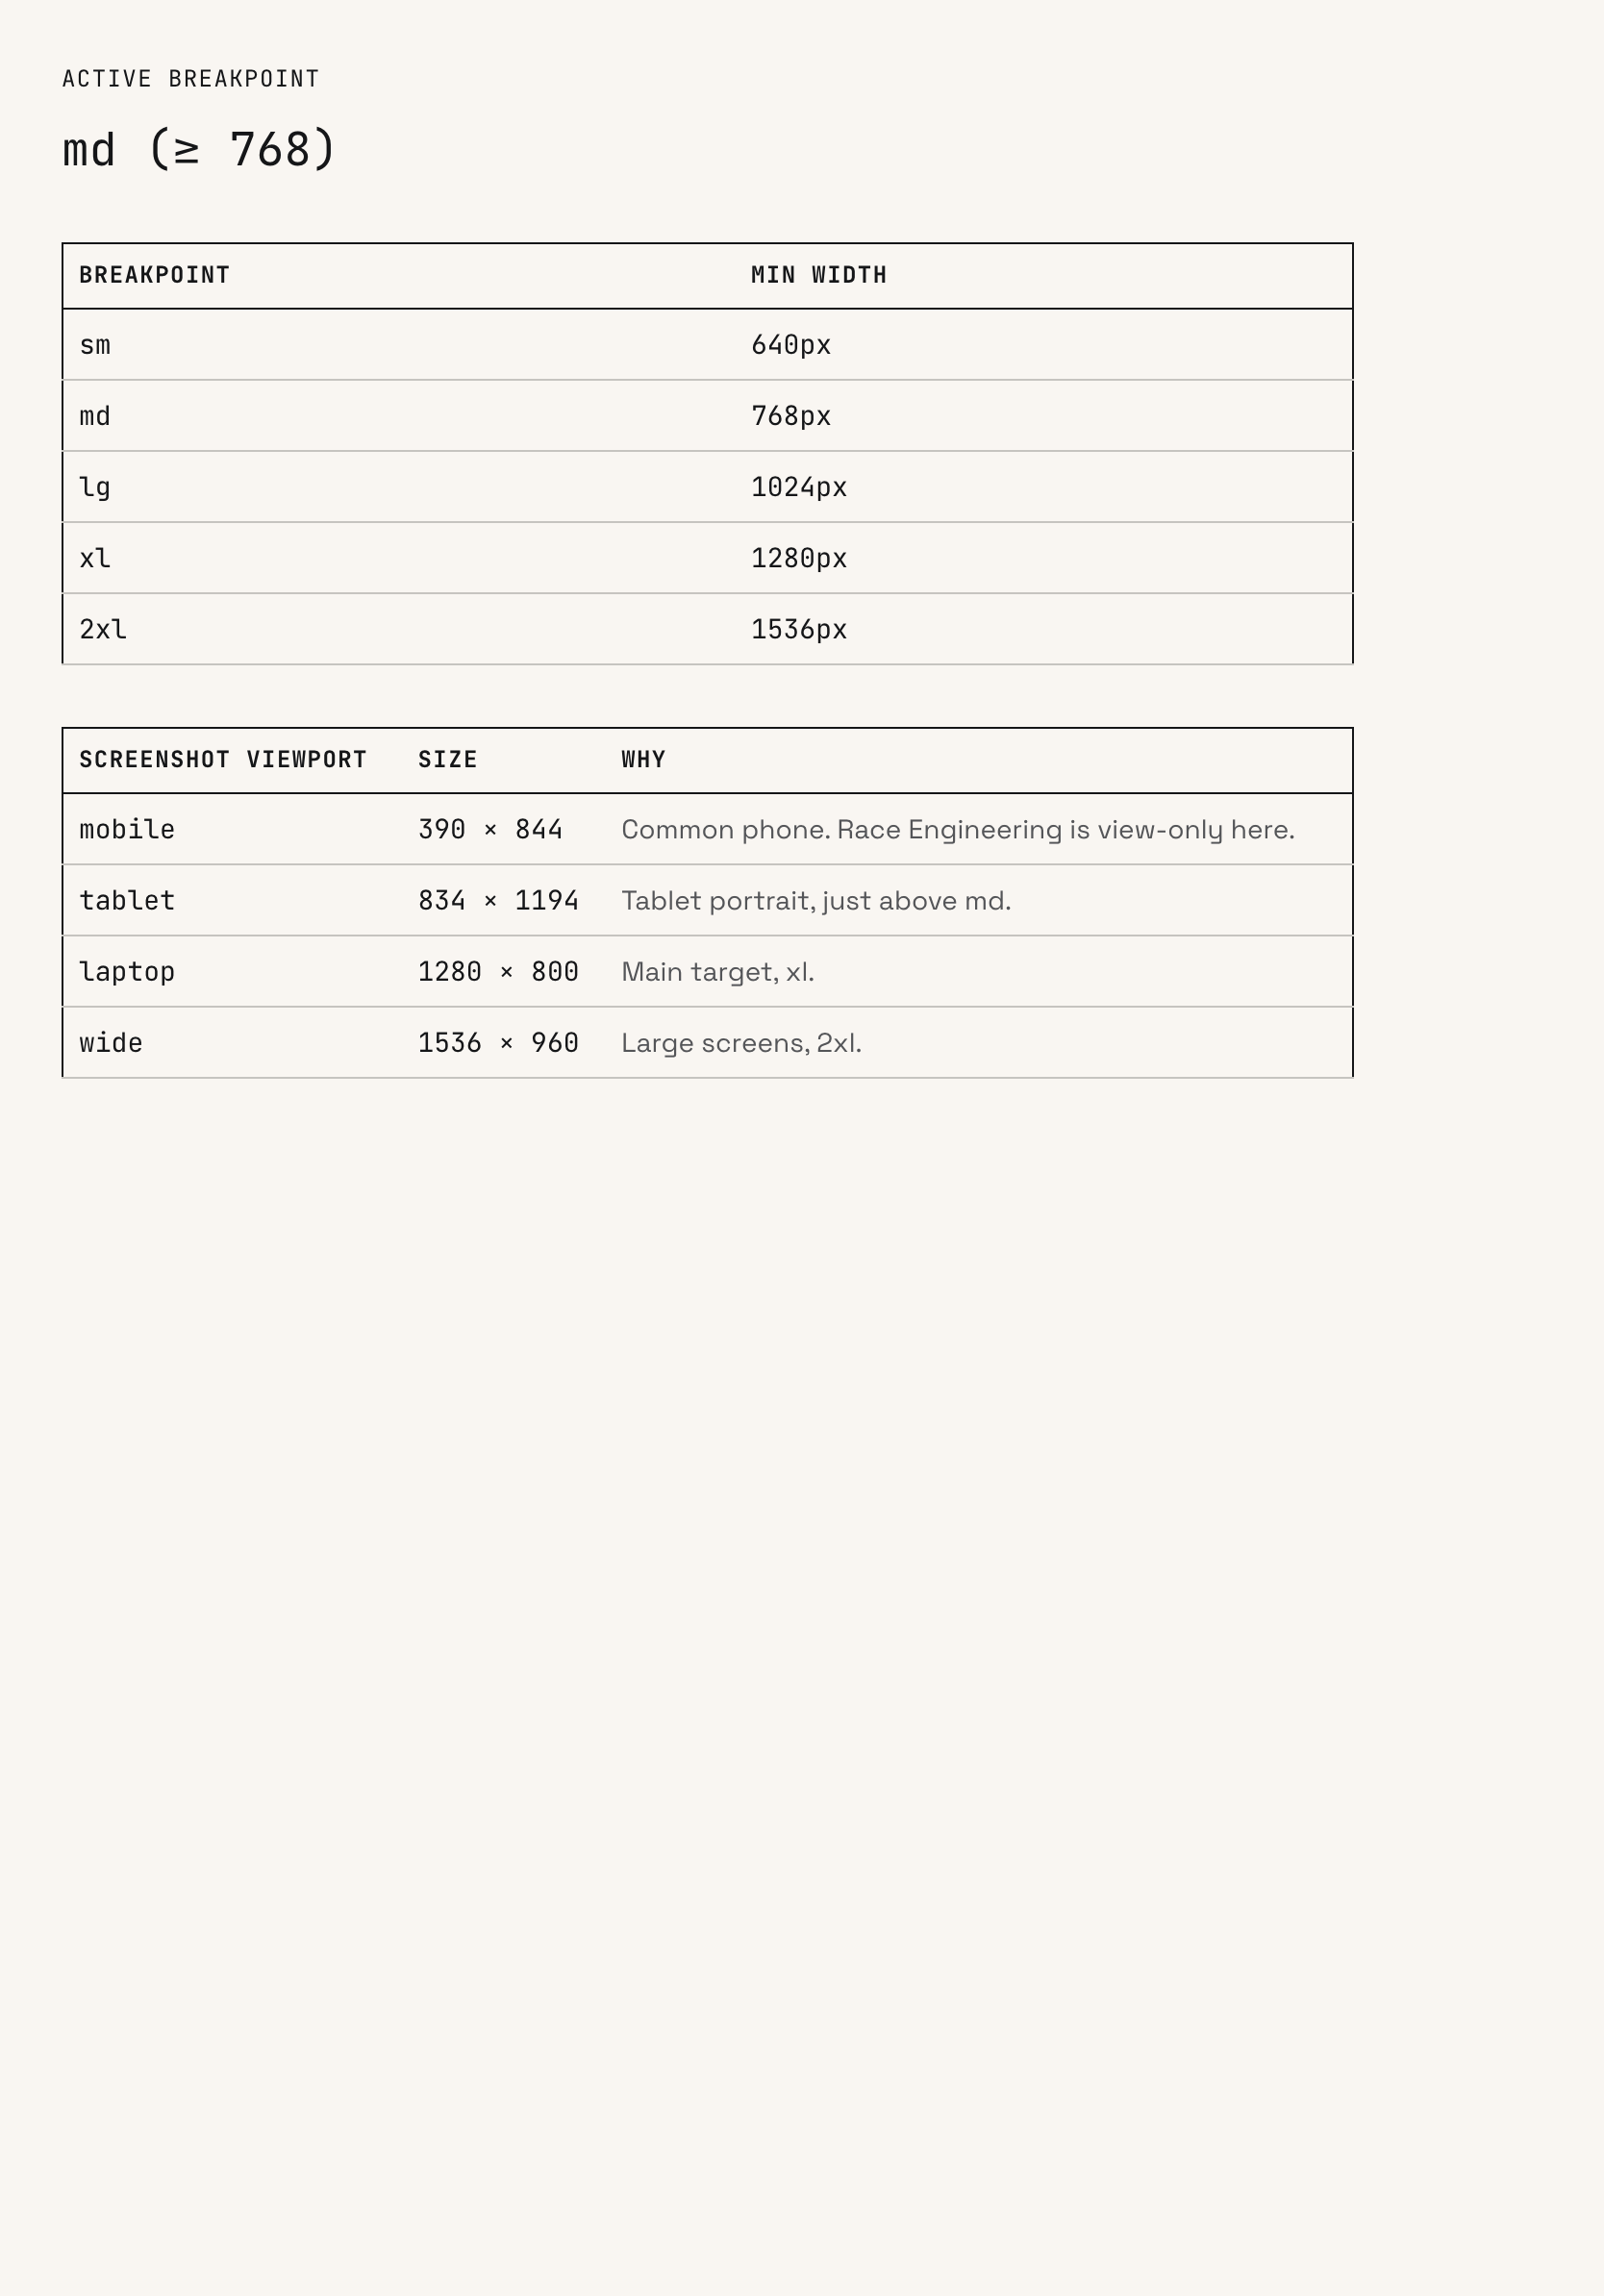 ACTIVE BREAKPOINT
md (≥ 768)
BREAKPOINT MIN WIDTH
sm 640px
md 768px
lg 1024px
xl 1280px
2xl 1536px
SCREENSHOT VIEWPORT SIZE WHY
mobile 390 × 844 Common phone. Race Engineering is view-only here.
tablet 834 × 1194 Tablet portrait, just above md.
laptop 1280 × 800 Main target, xl.
wide 1536 × 960 Large screens, 2xl.